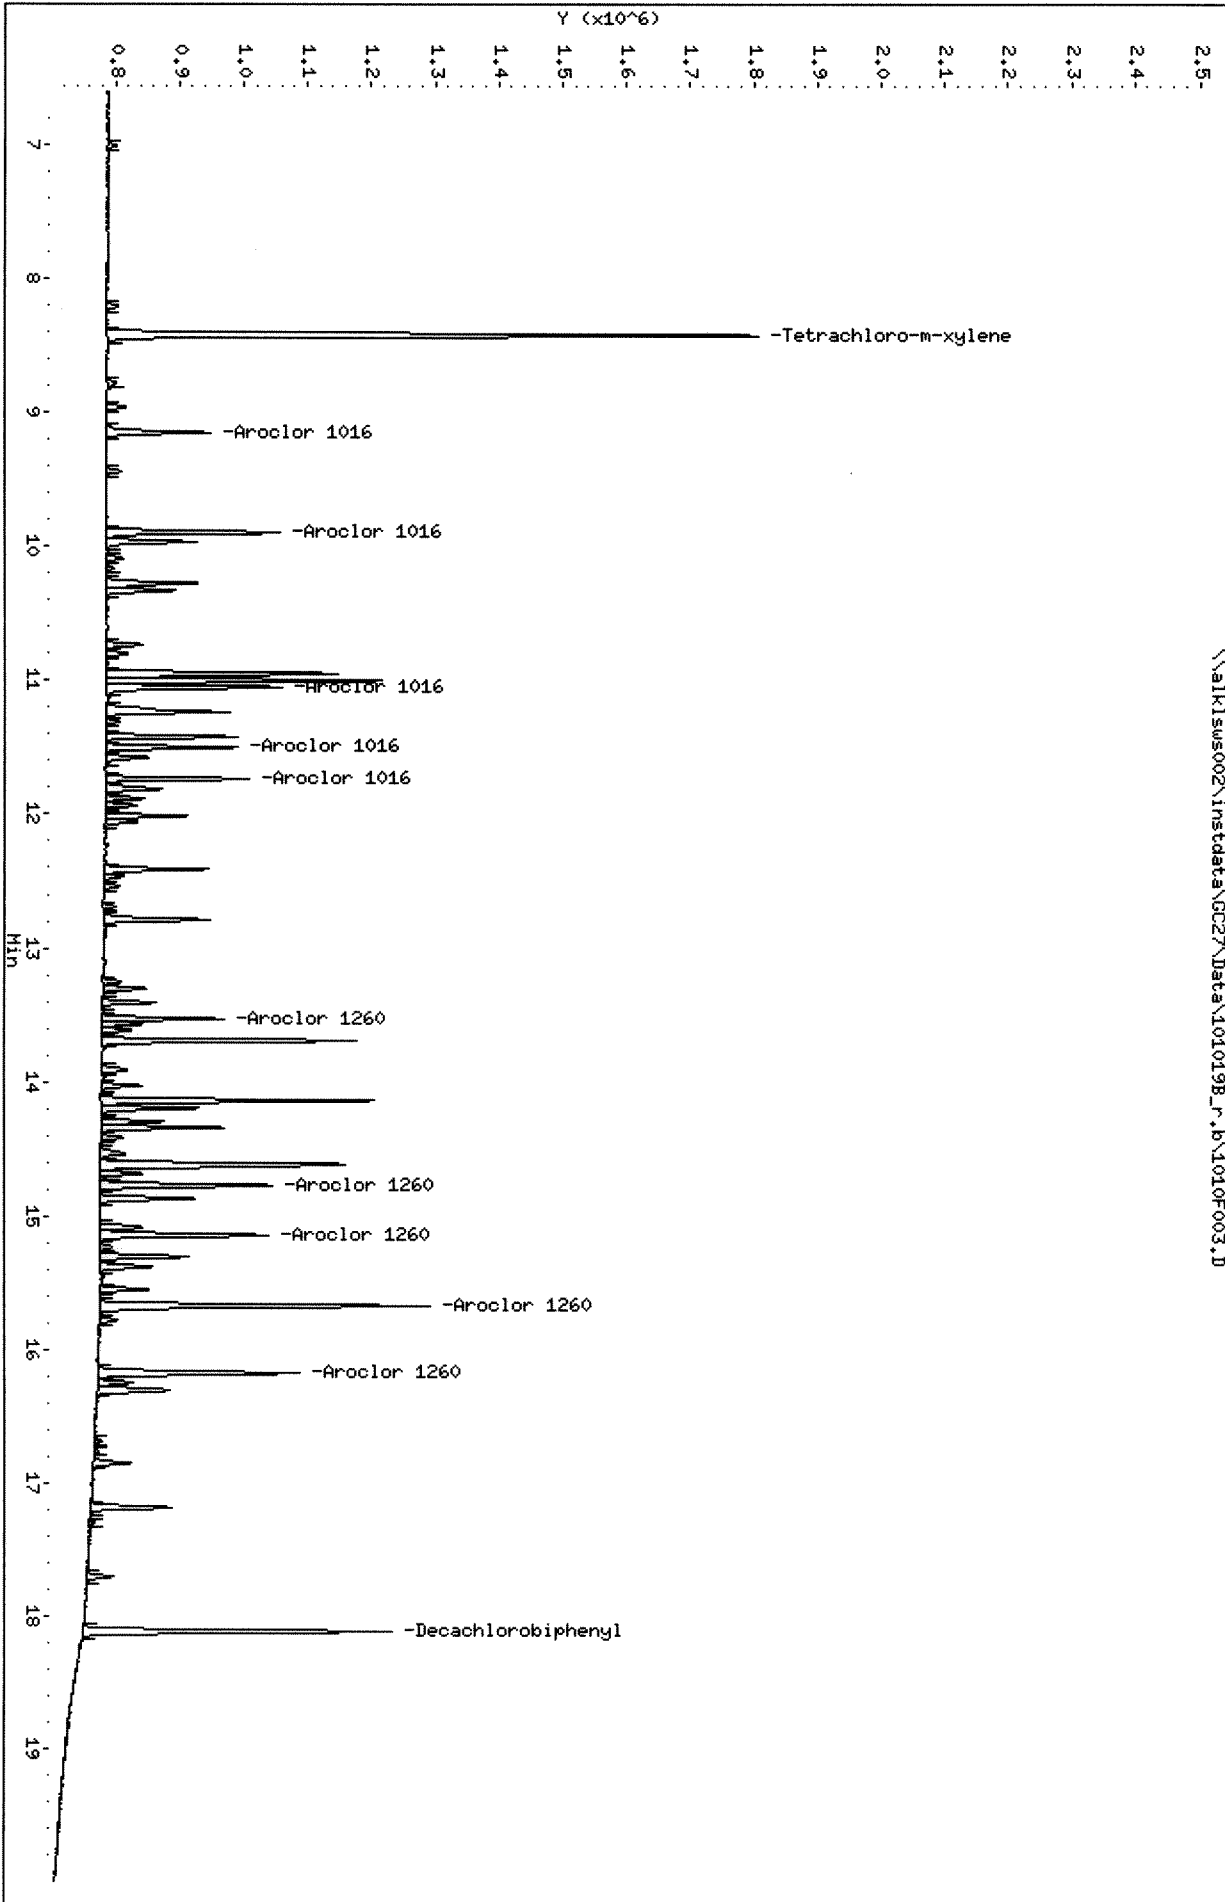 \\alklsws002\instdata\GC27\Data\101019B_r.b\1010F003.D
Y (x10^6)
0.8
0.9
1.0
1.1
1.2
1.3
1.4
1.5
1.6
1.7
1.8
1.9
2.0
2.1
2.2
2.3
2.4
2.5
7
8
9
10
11
12
13
14
15
16
17
18
19
Min
-Tetrachloro-m-xylene
-Aroclor 1016
-Aroclor 1016
-Aroclor 1016
-Aroclor 1016
-Aroclor 1016
-Aroclor 1260
-Aroclor 1260
-Aroclor 1260
-Aroclor 1260
-Aroclor 1260
-Decachlorobiphenyl